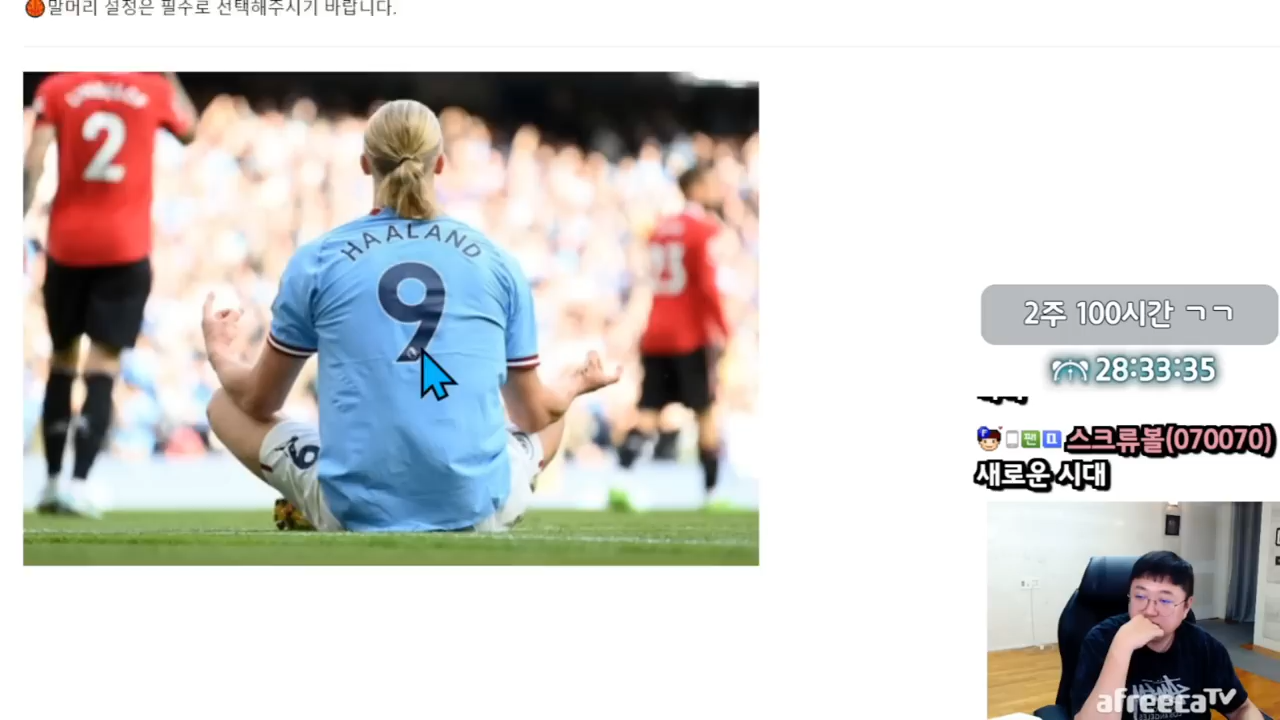 말머리 설정은 필수로 선택해주시기 바랍니다.
2
HAALAND
9
9
2주 100시간 ㄱㄱ
28:33:35
팬
스크류볼(070070)
새로운 시대
afreecaTV